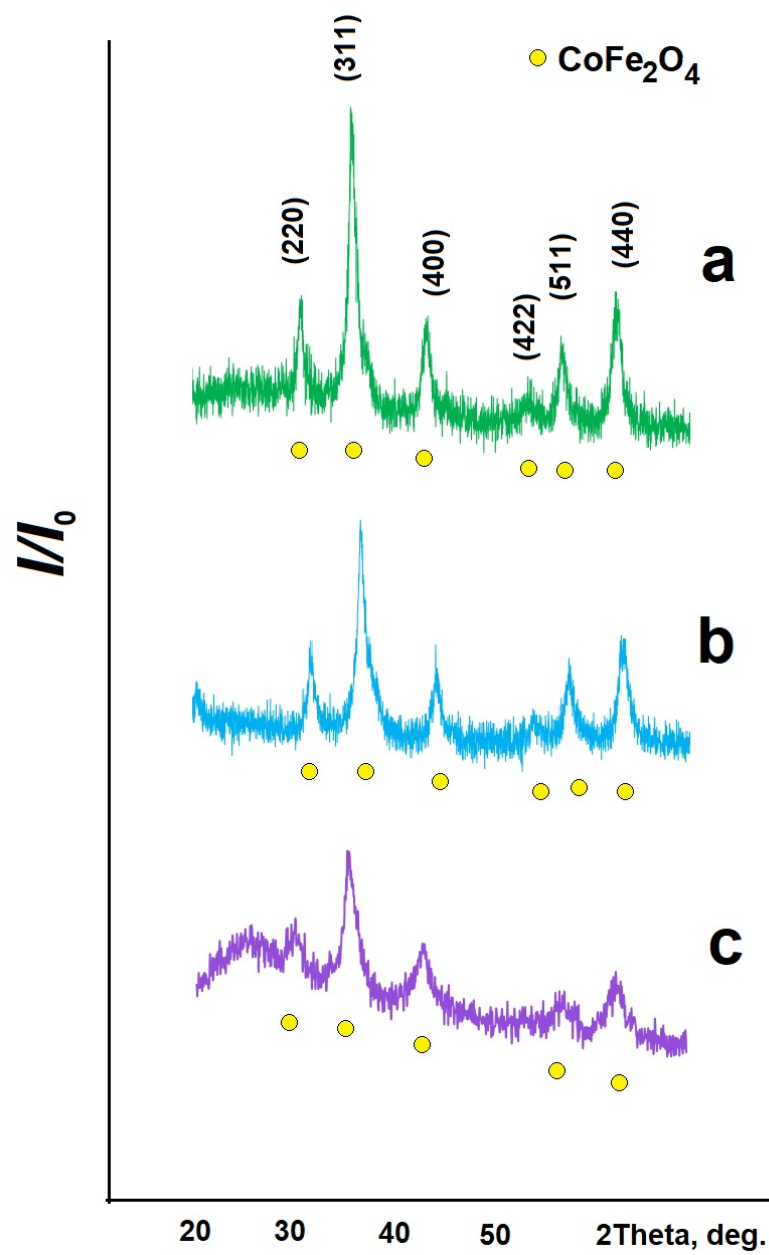 CoFe₂O₄
(220)
(311)
(400)
(422)
(511)
(440)
a
I/I₀
b
c
20 30 40 50 2Theta, deg.